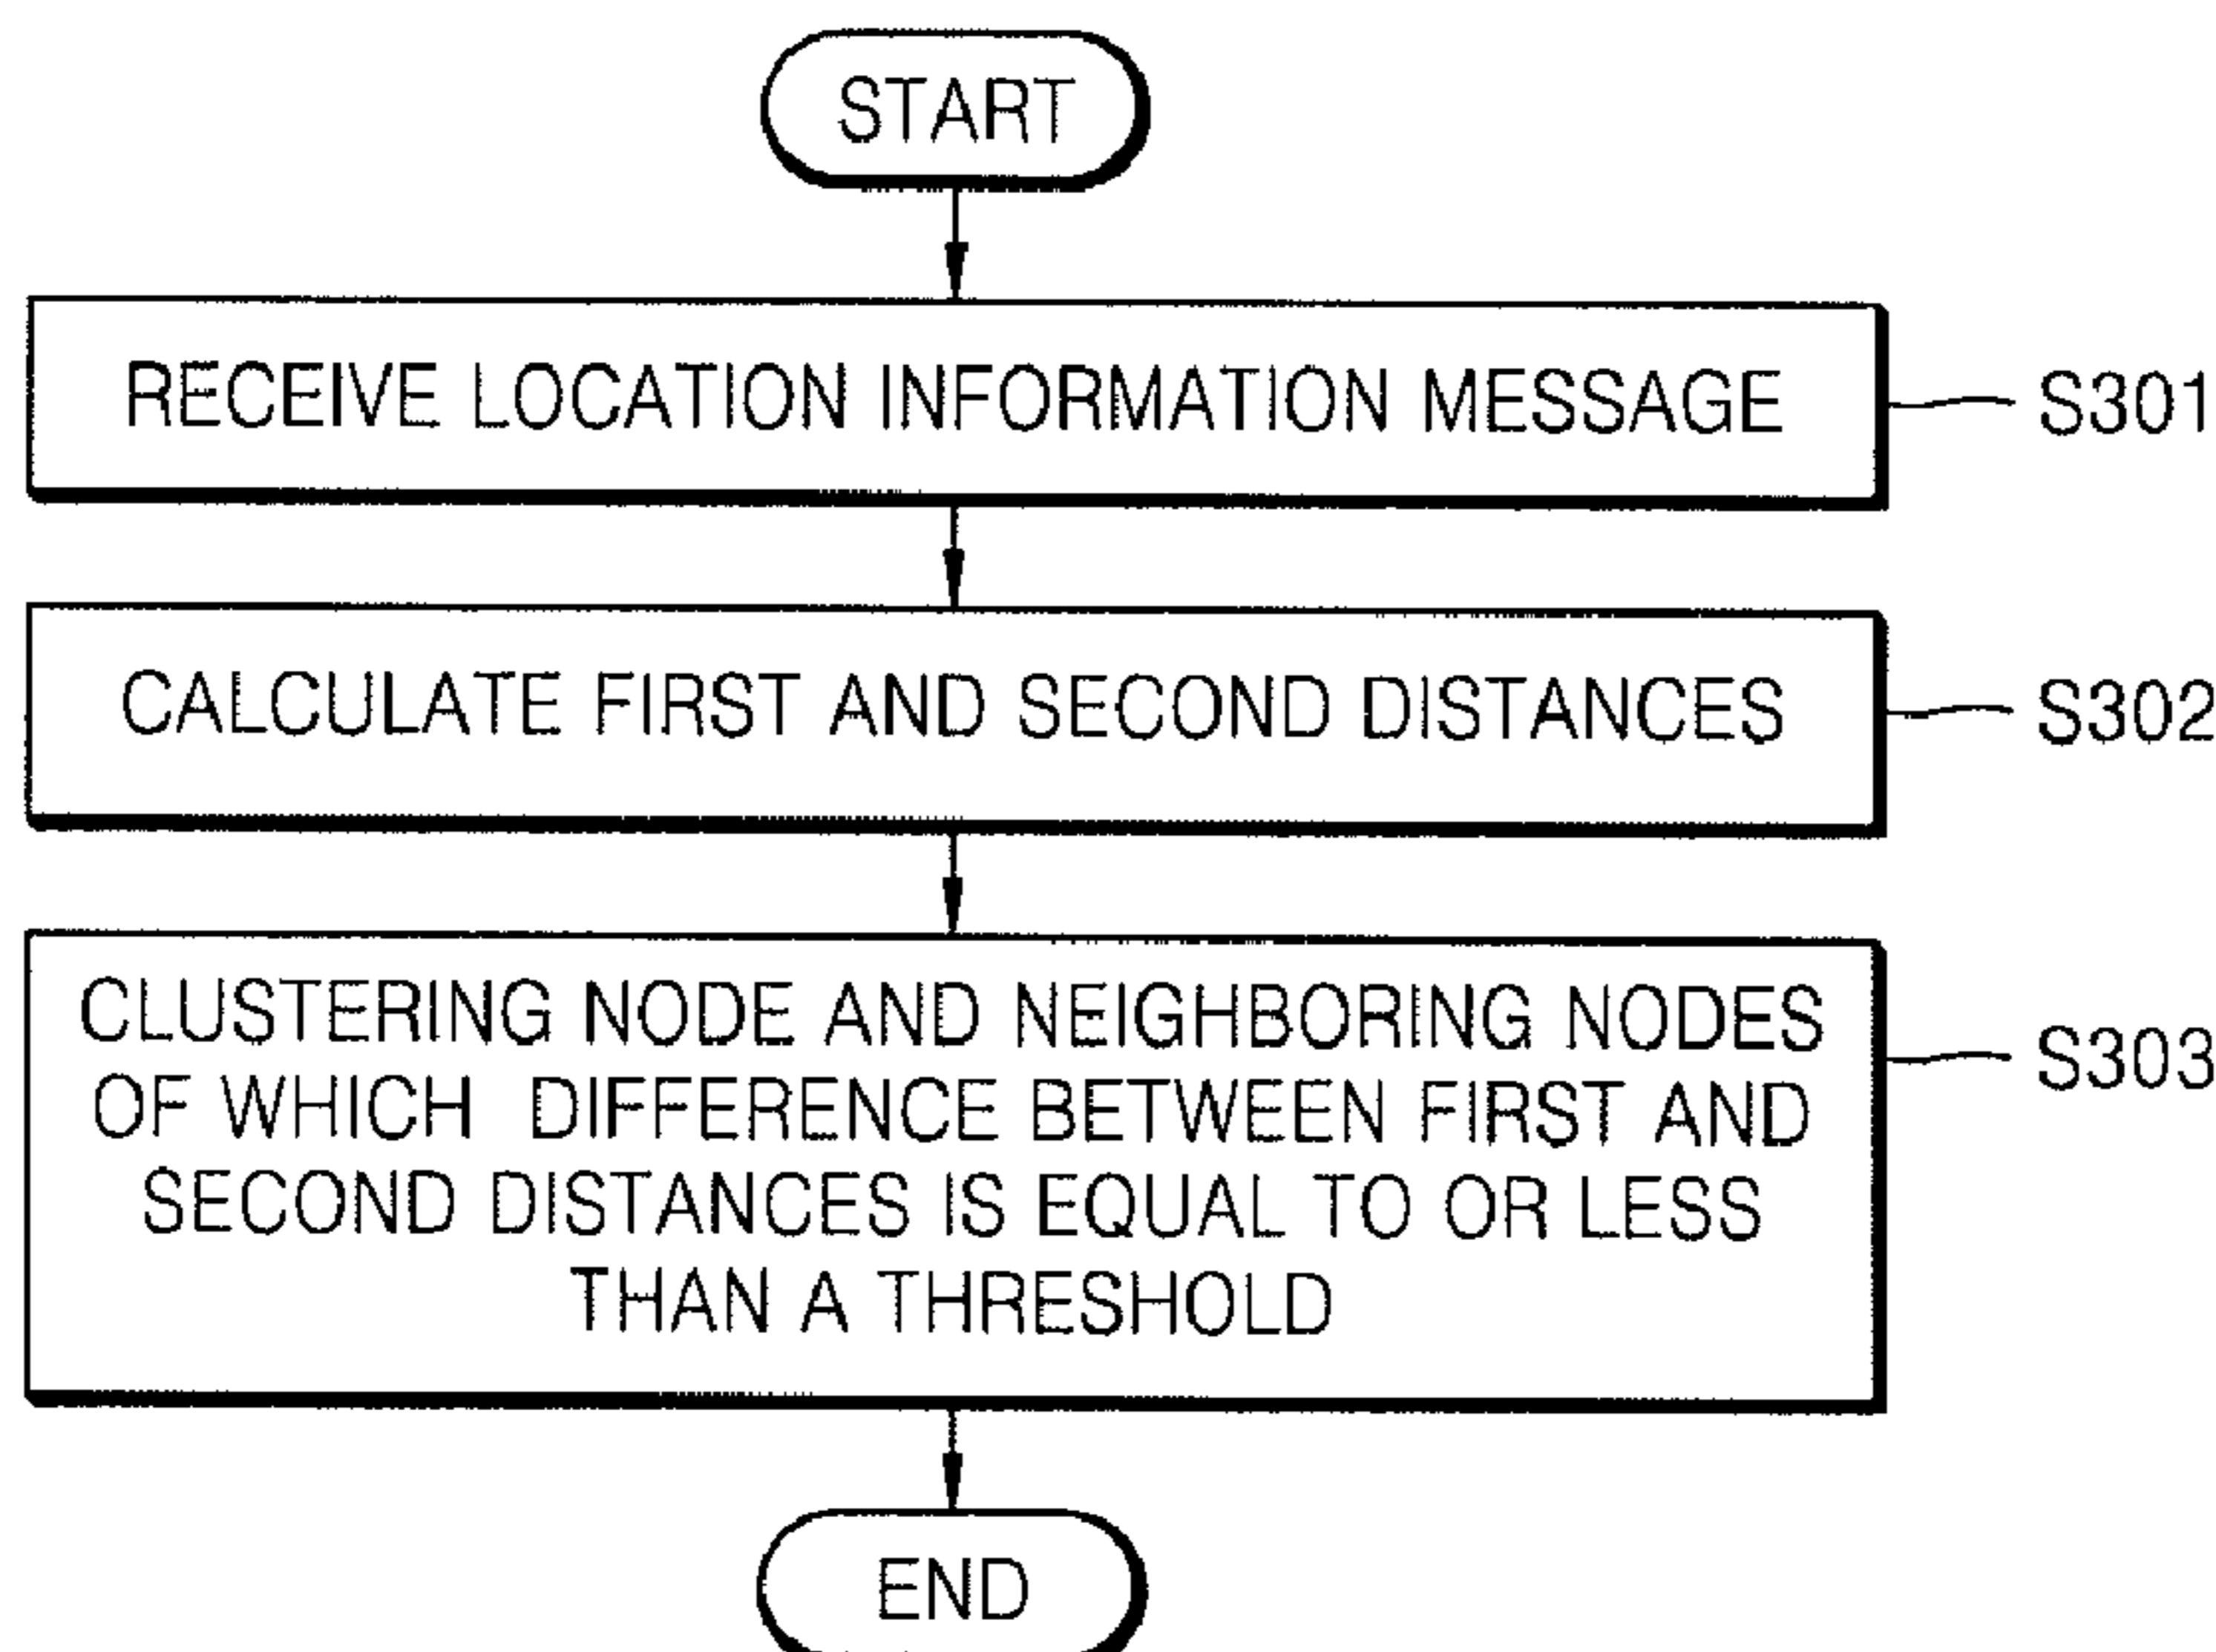 START
RECEIVE LOCATION INFORMATION MESSAGE
S301
CALCULATE FIRST AND SECOND DISTANCES
S302
CLUSTERING NODE AND NEIGHBORING NODES
OF WHICH DIFFERENCE BETWEEN FIRST AND
SECOND DISTANCES IS EQUAL TO OR LESS
THAN A THRESHOLD
S303
END